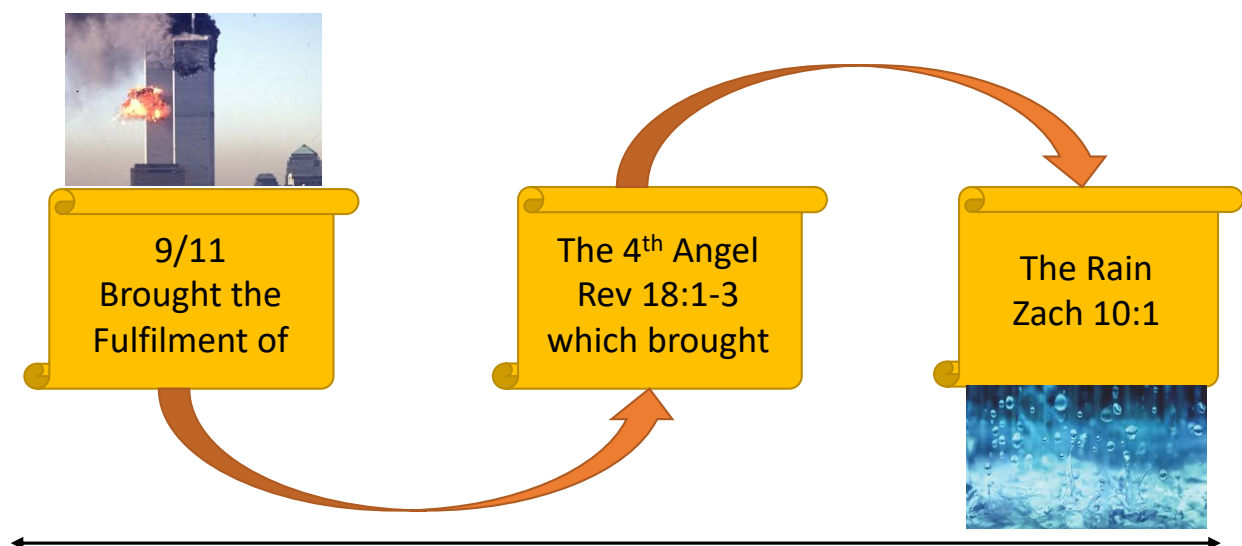 9/11
Brought the
Fulfilment of
The 4th Angel
Rev 18:1-3
which brought
The Rain
Zach 10:1